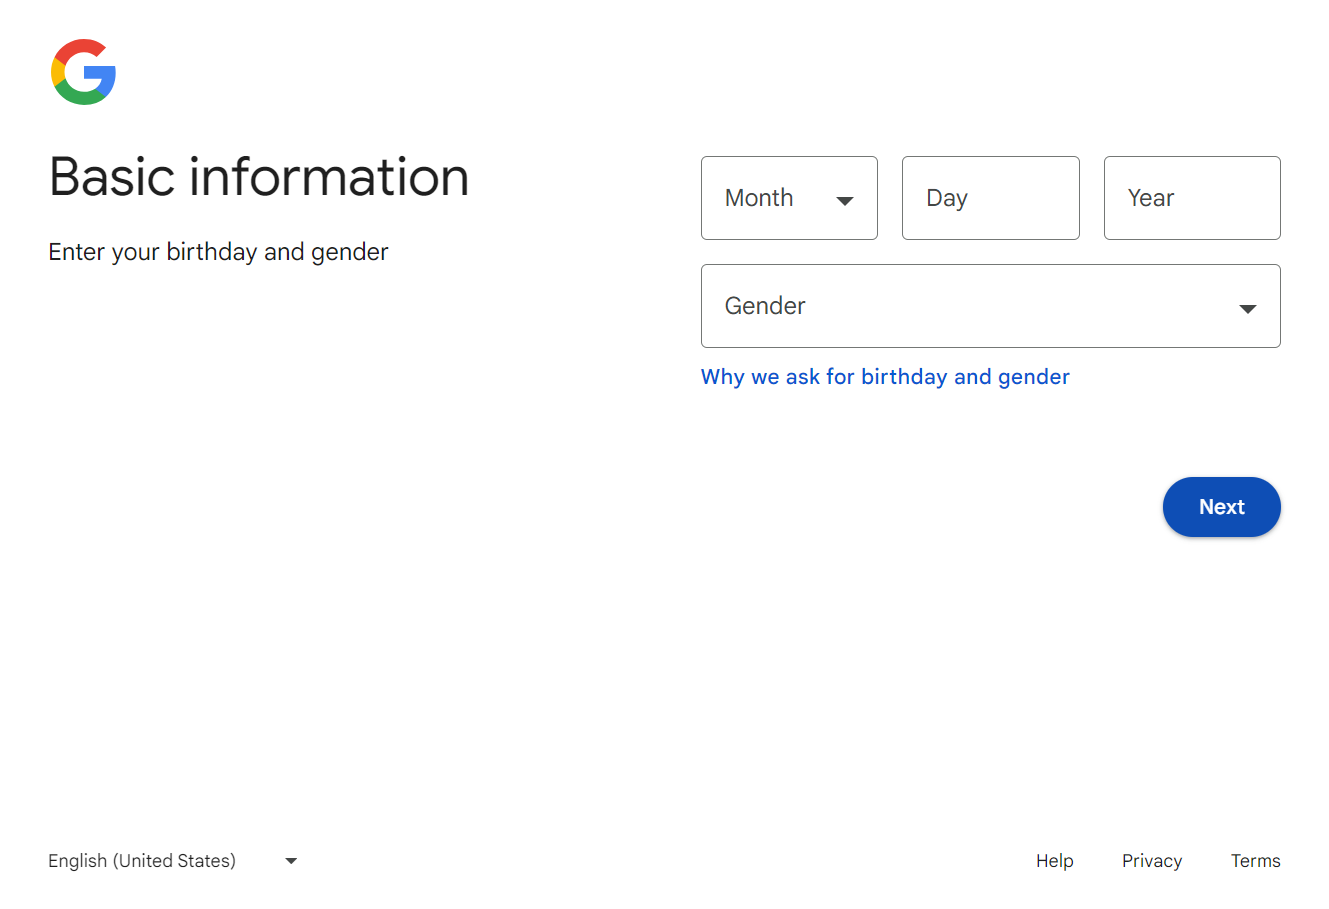 Basic information
Enter your birthday and gender
Month
Day
Year
Gender
Why we ask for birthday and gender
Next
English (United States)
Help
Privacy
Terms